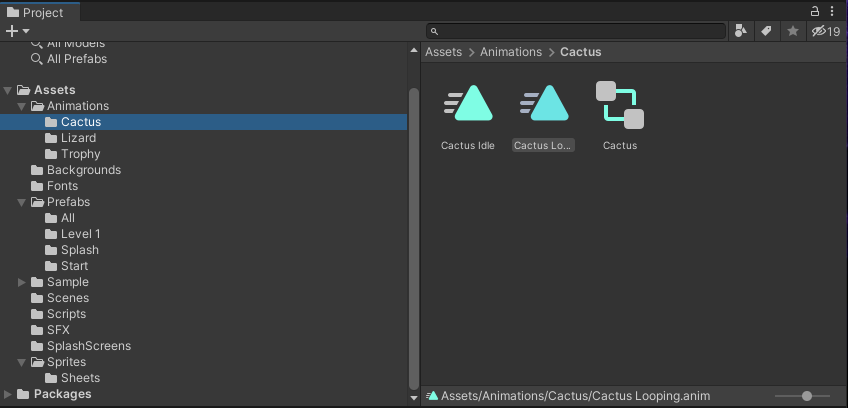 Project
19
All Models
All Prefabs
Assets
Animations
Cactus
Lizard
Trophy
Backgrounds
Fonts
Prefabs
All
Level 1
Splash
Start
Sample
Scenes
Scripts
SFX
SplashScreens
Sprites
Sheets
Packages
Assets > Animations > Cactus
Cactus Idle
Cactus Lo...
Cactus
Assets/Animations/Cactus/Cactus Looping.anim